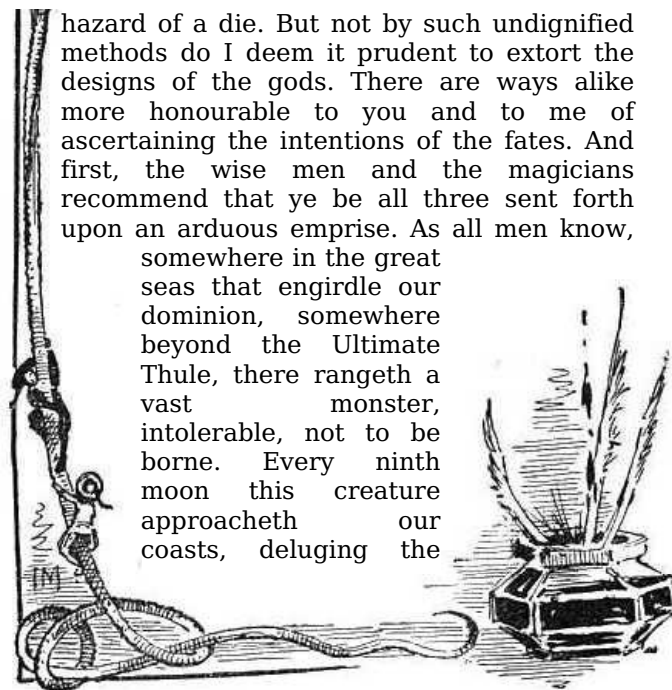 hazard of a die. But not by such undignified
methods do I deem it prudent to extort the
designs of the gods. There are ways alike
more honourable to you and to me of
ascertaining the intentions of the fates. And
first, the wise men and the magicians
recommend that ye be all three sent forth
upon an arduous emprise. As all men know,
somewhere in the great
seas that engirdle our
dominion, somewhere
beyond the Ultimate
Thule, there rangeth a
vast monster,
intolerable, not to be
borne. Every ninth
moon this creature
approacheth our
coasts, deluging the